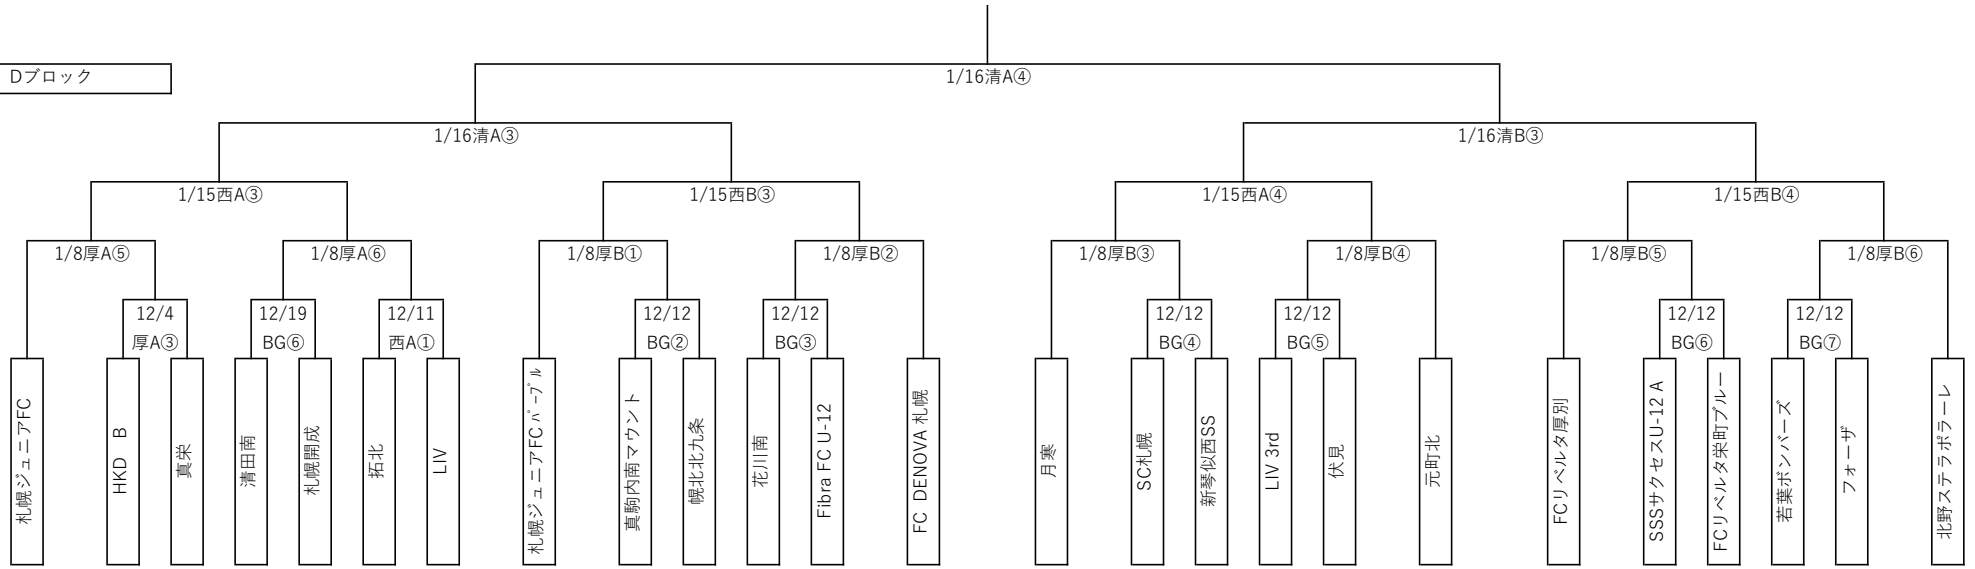 1/16清A④
Dブロック
1/16清A③
1/16清B③
1/15西A③
1/15西B③
1/15西A④
1/15西B④
1/8厚A⑤
1/8厚A⑥
1/8厚B①
1/8厚B②
1/8厚B③
1/8厚B④
1/8厚B⑤
1/8厚B⑥
12/4
厚A③
12/19
BG⑥
12/11
西A①
12/12
BG②
12/12
BG③
12/12
BG④
12/12
BG⑤
12/12
BG⑥
12/12
BG⑦
札幌ジュニアFC
HKD B
真栄
清田南
札幌開成
拓北
LIV
札幌ジュニアFCパープル
真駒内南マウント
幌北北九条
花川南
Fibra FC U-12
FC DENOVA 札幌
月寒
SC札幌
新琴似西SS
LIV 3rd
伏見
元町北
FCリベルタ厚別
SSSサクセスU-12 A
FCリベルタ栄町ブルー
若葉ボンバーズ
フォーザ
北野ステラポラーレ